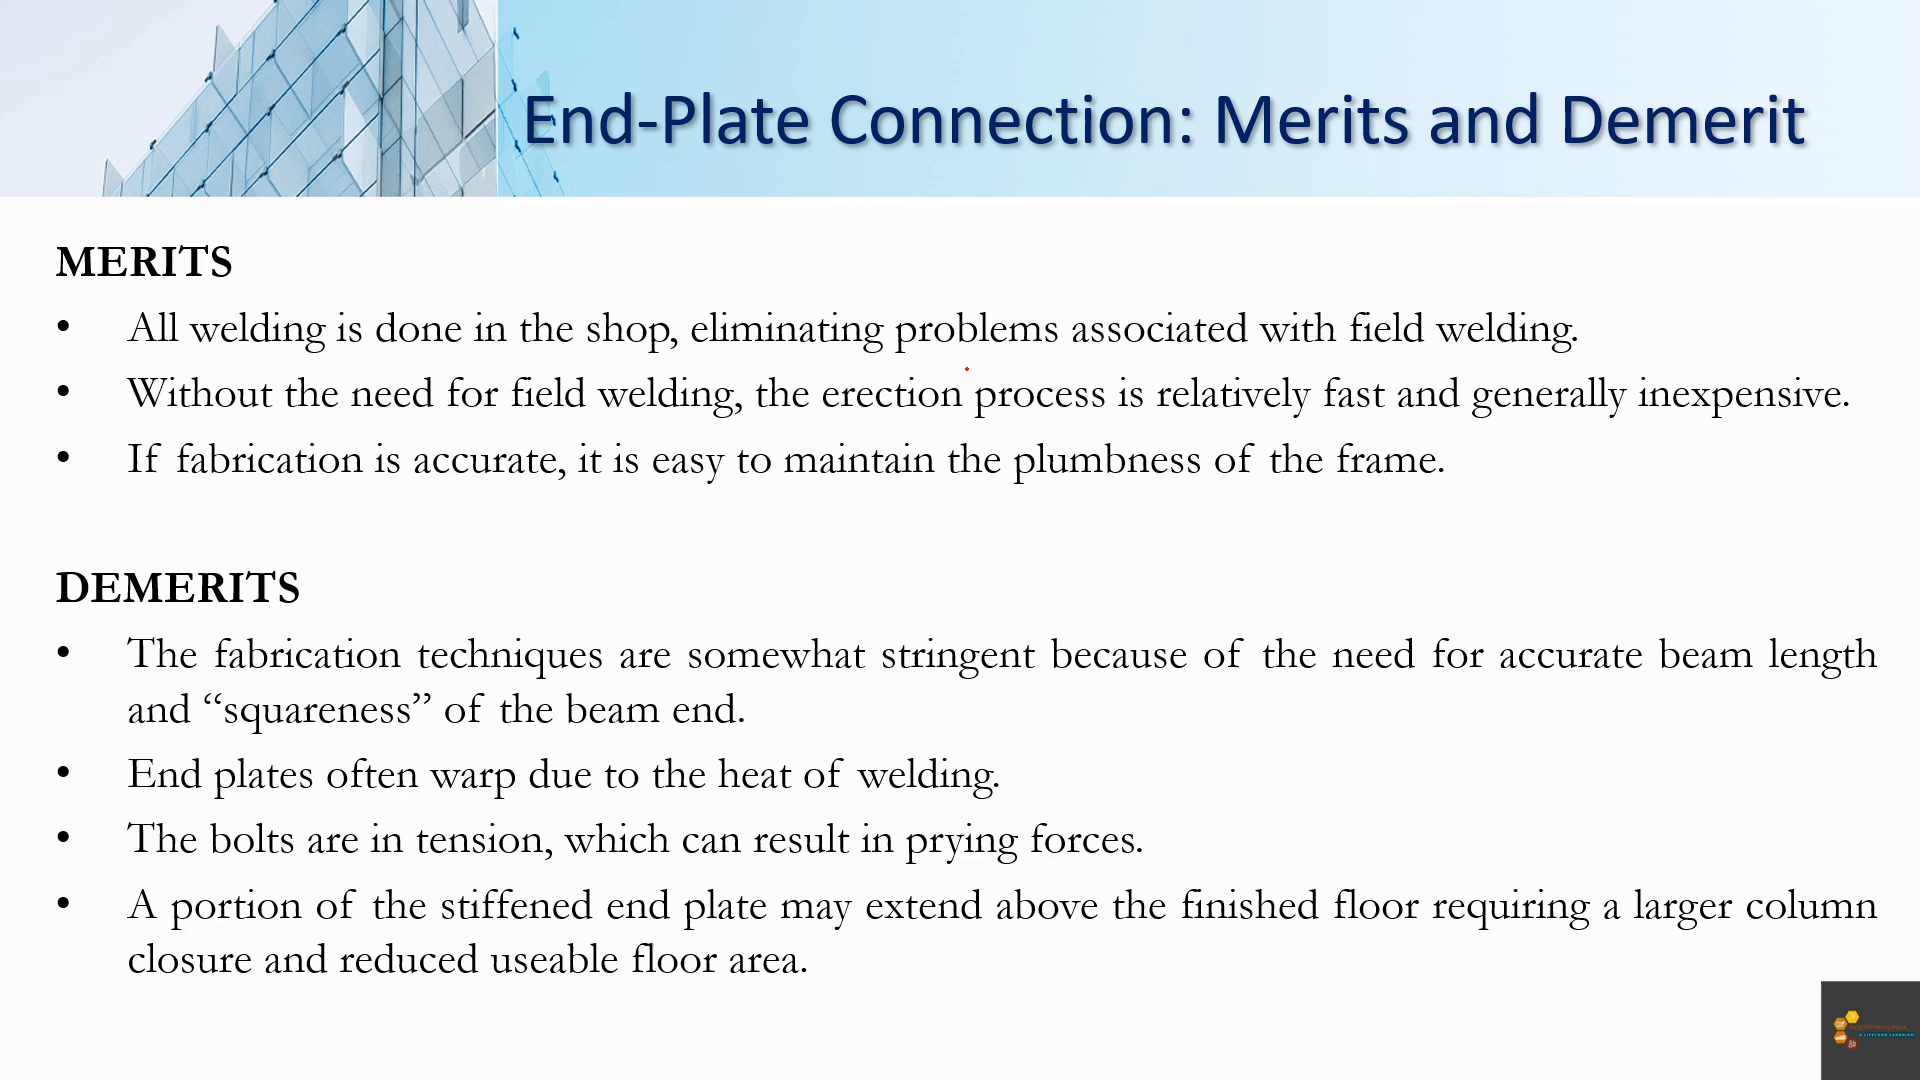 End-Plate Connection: Merits and Demerit
MERITS
• All welding is done in the shop, eliminating problems associated with field welding.
• Without the need for field welding, the erection process is relatively fast and generally inexpensive.
• If fabrication is accurate, it is easy to maintain the plumbness of the frame.
DEMERITS
• The fabrication techniques are somewhat stringent because of the need for accurate beam length
and “squareness” of the beam end.
• End plates often warp due to the heat of welding.
• The bolts are in tension, which can result in prying forces.
• A portion of the stiffened end plate may extend above the finished floor requiring a larger column
closure and reduced useable floor area.
A LIFELONG LEARNING